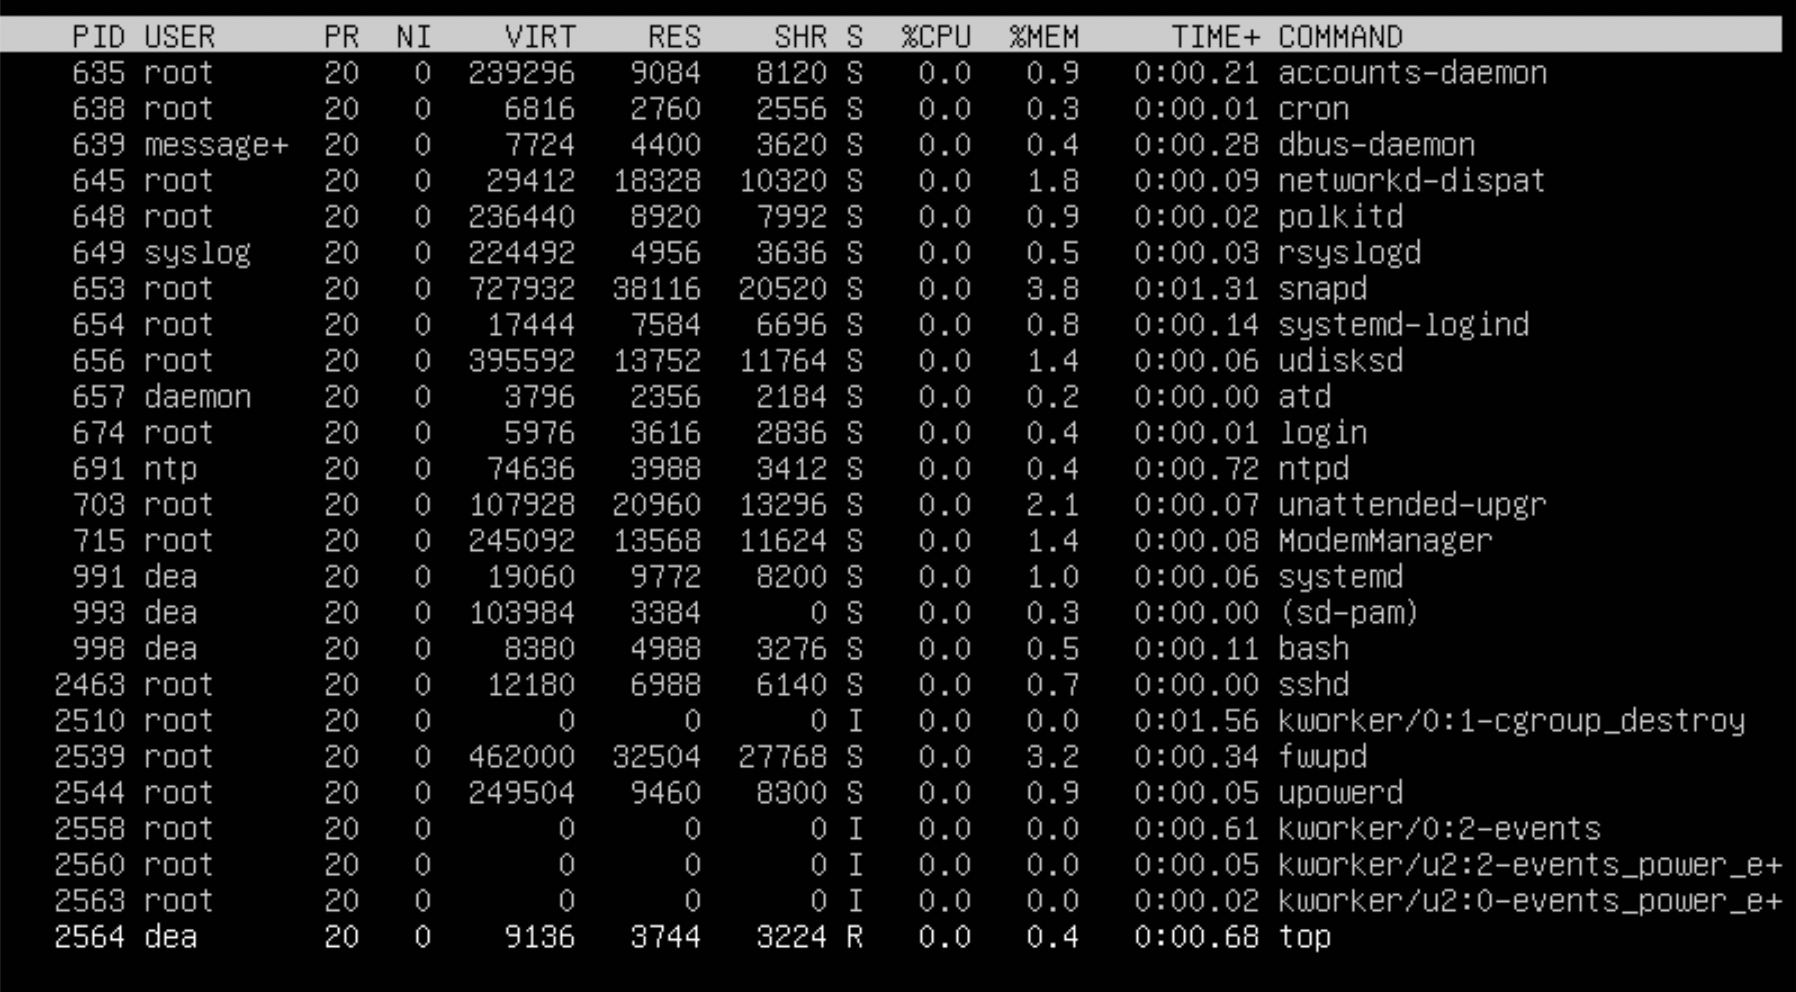 PID USER PR NI VIRT RES SHR S %CPU %MEM TIME+ COMMAND
635 root 20 0 239296 9084 8120 S 0.0 0.9 0:00.21 accounts-daemon
638 root 20 0 6816 2760 2556 S 0.0 0.3 0:00.01 cron
639 message+ 20 0 7724 4400 3620 S 0.0 0.4 0:00.28 dbus-daemon
645 root 20 0 29412 18328 10320 S 0.0 1.8 0:00.09 networkd-dispat
648 root 20 0 236440 8920 7992 S 0.0 0.9 0:00.02 polkitd
649 syslog 20 0 224492 4956 3636 S 0.0 0.5 0:00.03 rsyslogd
653 root 20 0 727932 38116 20520 S 0.0 3.8 0:01.31 snapd
654 root 20 0 17444 7584 6696 S 0.0 0.8 0:00.14 systemd-logind
656 root 20 0 395592 13752 11764 S 0.0 1.4 0:00.06 udisksd
657 daemon 20 0 3796 2356 2184 S 0.0 0.2 0:00.00 atd
674 root 20 0 5976 3616 2836 S 0.0 0.4 0:00.01 login
691 ntp 20 0 74636 3988 3412 S 0.0 0.4 0:00.72 ntpd
703 root 20 0 107928 20960 13296 S 0.0 2.1 0:00.07 unattended-upgr
715 root 20 0 245092 13568 11624 S 0.0 1.4 0:00.08 ModemManager
991 dea 20 0 19060 9772 8200 S 0.0 1.0 0:00.06 systemd
993 dea 20 0 103984 3384 0 S 0.0 0.3 0:00.00 (sd-pam)
998 dea 20 0 8380 4988 3276 S 0.0 0.5 0:00.11 bash
2463 root 20 0 12180 6988 6140 S 0.0 0.7 0:00.00 sshd
2510 root 20 0 0 0 0 I 0.0 0.0 0:01.56 kworker/0:1-cgroup_destroy
2539 root 20 0 462000 32504 27768 S 0.0 3.2 0:00.34 fwupd
2544 root 20 0 249504 9460 8300 S 0.0 0.9 0:00.05 upowerd
2558 root 20 0 0 0 0 I 0.0 0.0 0:00.61 kworker/0:2-events
2560 root 20 0 0 0 0 I 0.0 0.0 0:00.05 kworker/u2:2-events_power_e+
2563 root 20 0 0 0 0 I 0.0 0.0 0:00.02 kworker/u2:0-events_power_e+
2564 dea 20 0 9136 3744 3224 R 0.0 0.4 0:00.68 top